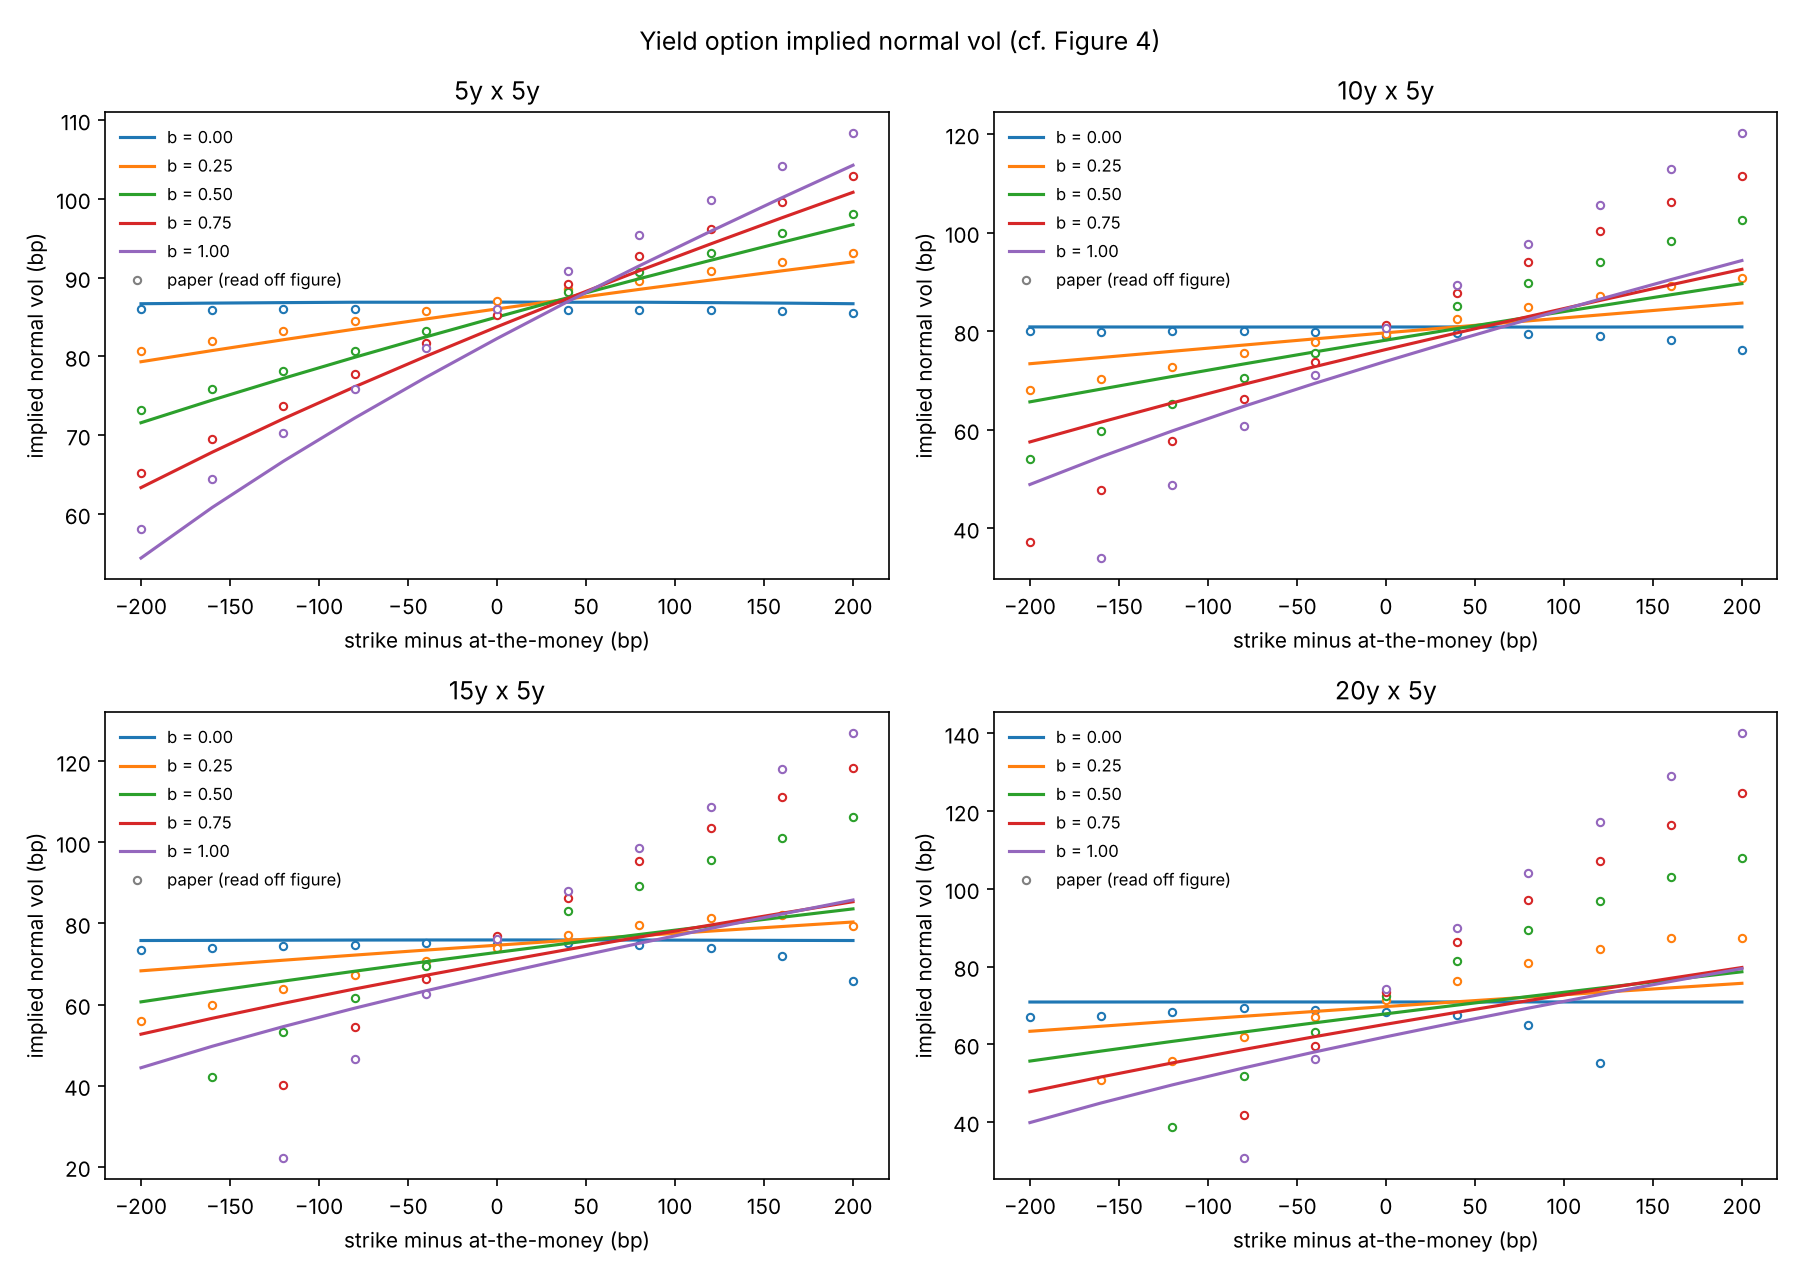 Yield option implied normal vol (cf. Figure 4)
5y x 5y
110
100
90
80
70
60
implied normal vol (bp)
b = 0.00
b = 0.25
b = 0.50
b = 0.75
b = 1.00
paper (read off figure)
−200 −150 −100 −50 0 50 100 150 200
strike minus at-the-money (bp)
10y x 5y
120
100
80
60
40
implied normal vol (bp)
b = 0.00
b = 0.25
b = 0.50
b = 0.75
b = 1.00
paper (read off figure)
−200 −150 −100 −50 0 50 100 150 200
strike minus at-the-money (bp)
15y x 5y
120
100
80
60
40
20
implied normal vol (bp)
b = 0.00
b = 0.25
b = 0.50
b = 0.75
b = 1.00
paper (read off figure)
−200 −150 −100 −50 0 50 100 150 200
strike minus at-the-money (bp)
20y x 5y
140
120
100
80
60
40
implied normal vol (bp)
b = 0.00
b = 0.25
b = 0.50
b = 0.75
b = 1.00
paper (read off figure)
−200 −150 −100 −50 0 50 100 150 200
strike minus at-the-money (bp)